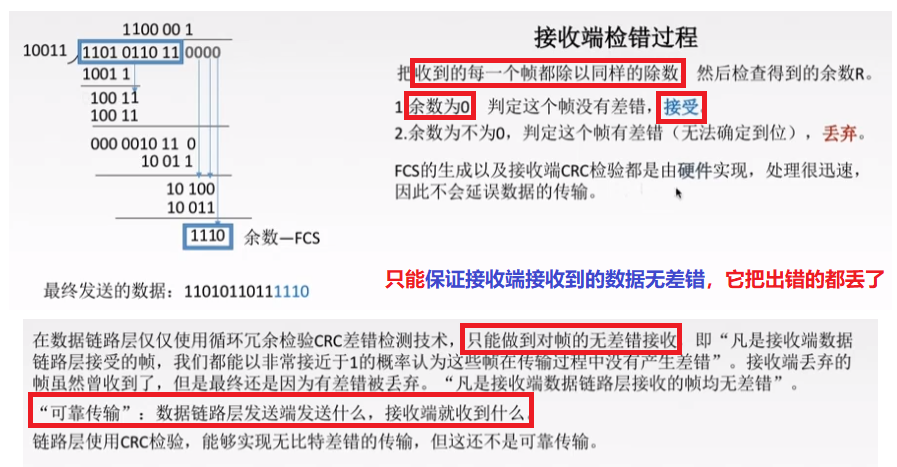 1100 00 1
10011
1101 0110 11 0000
1001 1
100 11
100 11
000 0010 11 0
10 01 1
10 100
10 011
1110 余数—FCS
最终发送的数据：110101101111110
接收端检错过程
把收到的每一个帧都除以同样的除数 然后检查得到的余数R。
1.余数为0 判定这个帧没有差错，接受。
2.余数为不为0，判定这个帧有差错（无法确定到位），丢弃。
FCS的生成以及接收端CRC检验都是由硬件实现，处理很迅速，
因此不会延误数据的传输。
只能保证接收端接收到的数据无差错，它把出错的都丢了
在数据链路层仅仅使用循环冗余检验CRC差错检测技术，只能做到对帧的无差错接收 即“凡是接收端数据
链路层接受的帧，我们都能以非常接近于1的概率认为这些帧在传输过程中没有产生差错”。接收端丢弃的
帧虽然曾收到了，但是最终还是因为有差错被丢弃。“凡是接收端数据链路层接收的帧均无差错”。
“可靠传输”：数据链路层发送端发送什么，接收端就收到什么
链路层使用CRC检验，能够实现无比特差错的传输，但这还不是可靠传输。